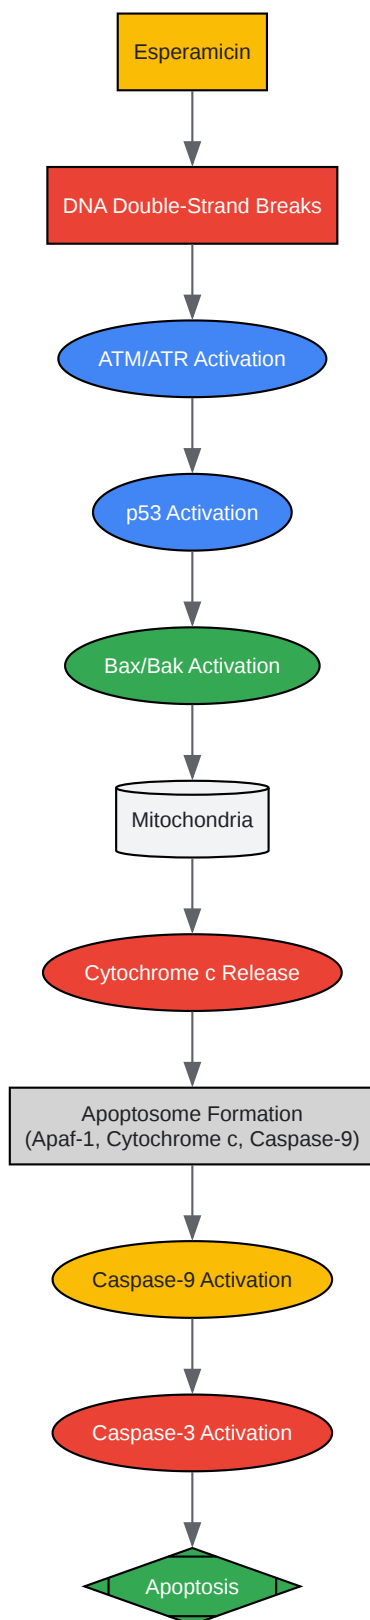 Esperamicin
DNA Double-Strand Breaks
ATM/ATR Activation
p53 Activation
Bax/Bak Activation
Mitochondria
Cytochrome c Release
Apoptosome Formation
(Apaf-1, Cytochrome c, Caspase-9)
Caspase-9 Activation
Caspase-3 Activation
Apoptosis